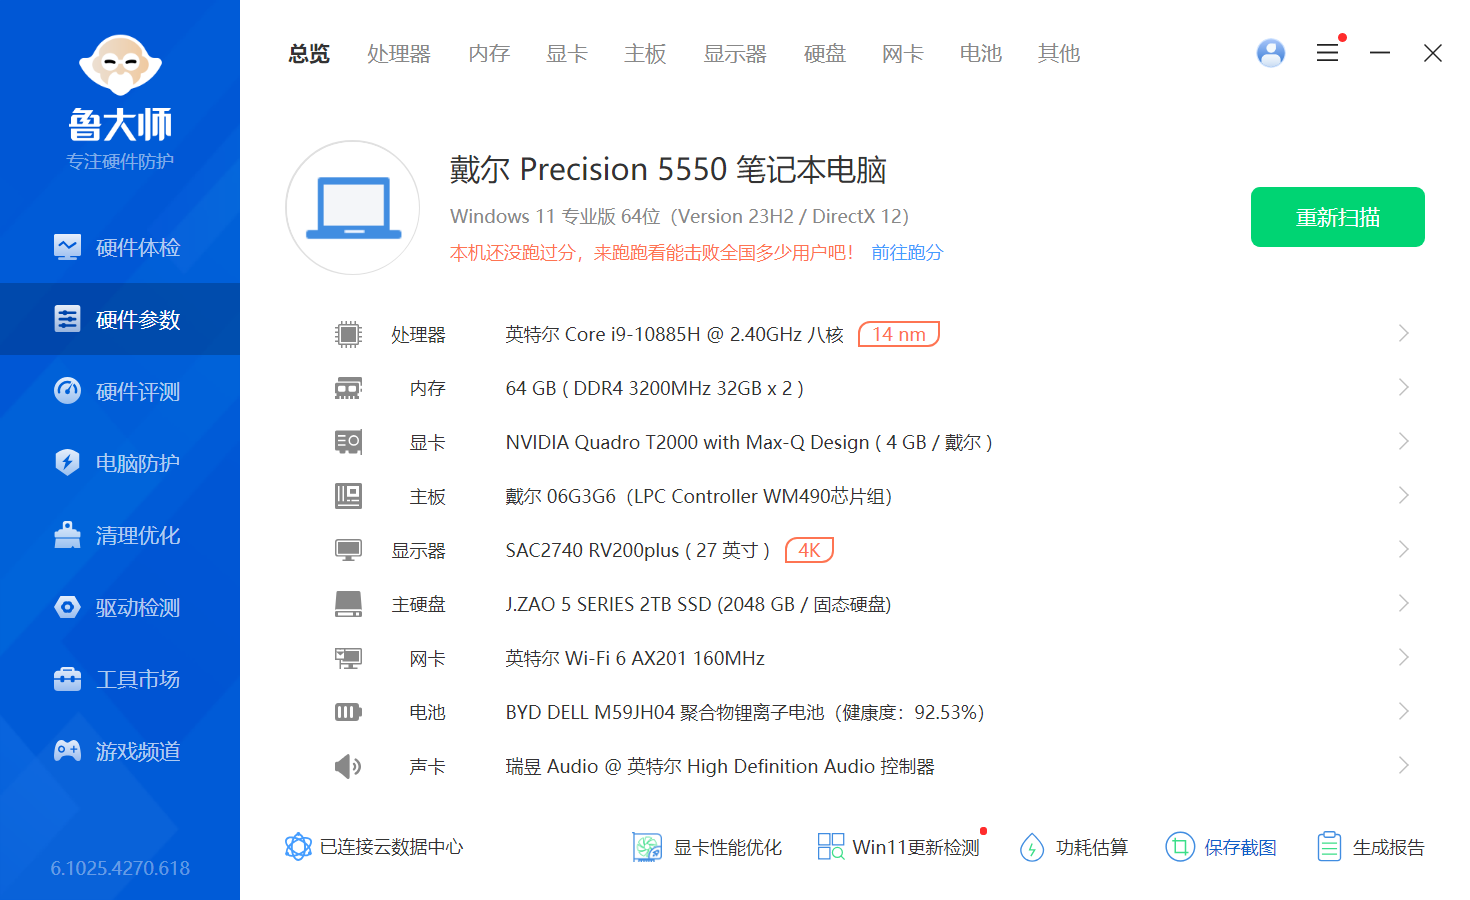 鲁大师
专注硬件防护
硬件体检
硬件参数
硬件评测
电脑防护
清理优化
驱动检测
工具市场
游戏频道
6.1025.4270.618
总览 处理器 内存 显卡 主板 显示器 硬盘 网卡 电池 其他
戴尔 Precision 5550 笔记本电脑
Windows 11 专业版 64位（Version 23H2 / DirectX 12）
本机还没跑过分，来跑跑看能击败全国多少用户吧！ 前往跑分
重新扫描
处理器 英特尔 Core i9-10885H @ 2.40GHz 八核 14 nm
内存 64 GB ( DDR4 3200MHz 32GB x 2 )
显卡 NVIDIA Quadro T2000 with Max-Q Design ( 4 GB / 戴尔 )
主板 戴尔 06G3G6（LPC Controller WM490芯片组）
显示器 SAC2740 RV200plus ( 27 英寸 ) 4K
主硬盘 J.ZAO 5 SERIES 2TB SSD (2048 GB / 固态硬盘)
网卡 英特尔 Wi-Fi 6 AX201 160MHz
电池 BYD DELL M59JH04 聚合物锂离子电池（健康度：92.53%）
声卡 瑞昱 Audio @ 英特尔 High Definition Audio 控制器
已连接云数据中心 显卡性能优化 Win11更新检测 功耗估算 保存截图 生成报告